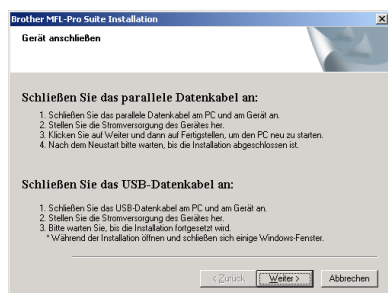 Brother MFL-Pro Suite Installation
Gerät anschließen
Schließen Sie das parallele Datenkabel an:
1. Schließen Sie das parallele Datenkabel am PC und am Gerät an.
2. Stellen Sie die Stromversorgung des Gerätes her.
3. Klicken Sie auf Weiter und dann auf Fertigstellen, um den PC neu zu starten.
4. Nach dem Neustart bitte warten, bis die Installation abgeschlossen ist.
Schließen Sie das USB-Datenkabel an:
1. Schließen Sie das USB-Datenkabel am PC und am Gerät an.
2. Stellen Sie die Stromversorgung des Gerätes her.
3. Bitte warten Sie, bis die Installation fortgesetzt wird.
* Während der Installation öffnen und schließen sich einige Windows-Fenster.
< Zurück Weiter > Abbrechen